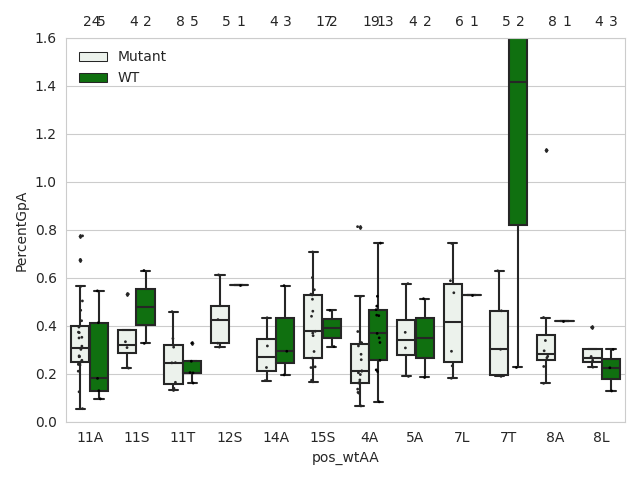 24 5 4 2 8 5 5 1 4 3 17 2 19 13 4 2 6 1 5 2 8 1 4 3
1.6
Mutant
WT
1.4
1.2
1.0
0.8
0.6
0.4
0.2
0.0
PercentGpA
11A 11S 11T 12S 14A 15S 4A 5A 7L 7T 8A 8L
pos_wtAA